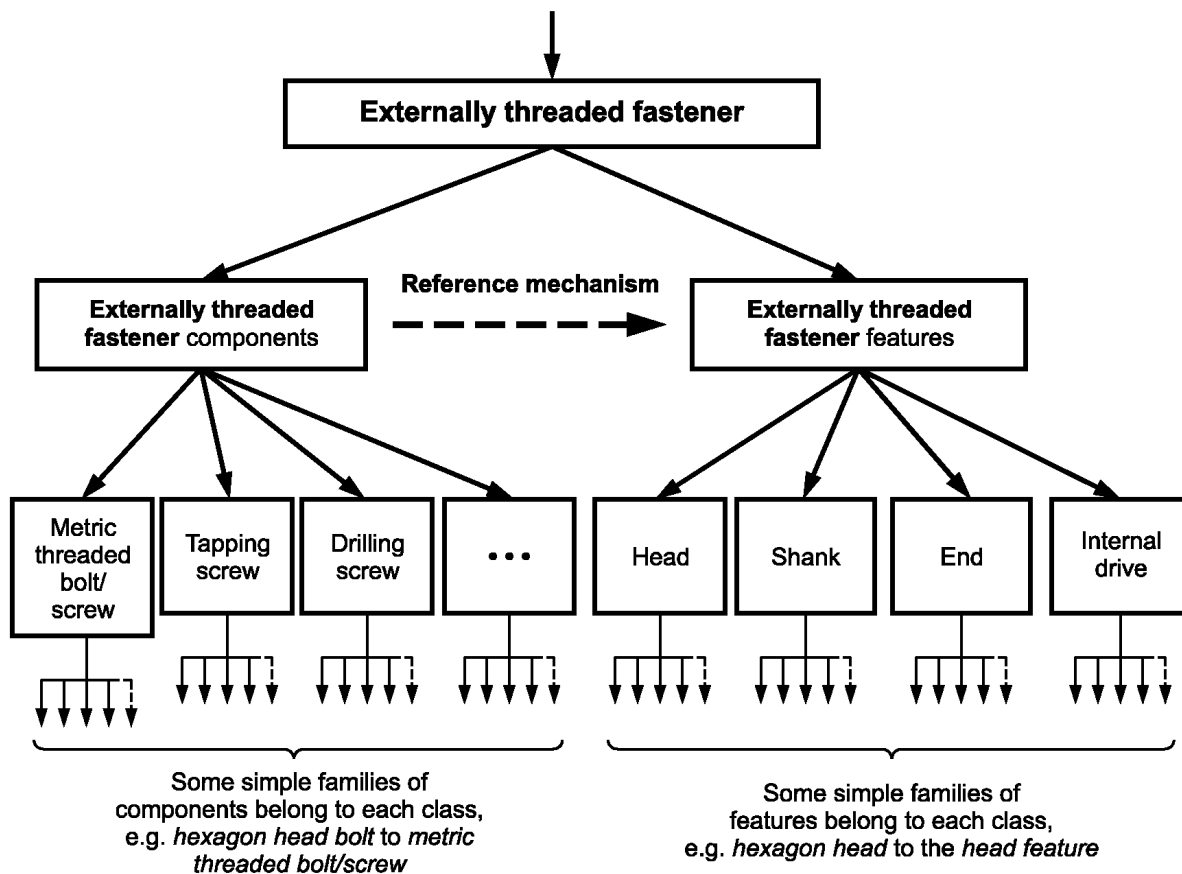 Externally threaded fastener
Reference mechanism
Externally threaded
fastener components
Externally threaded
fastener features
Metric
threaded
bolt/
screw
Tapping
screw
Drilling
screw
...
Head
Shank
End
Internal
drive
Some simple families of
components belong to each class,
e.g. hexagon head bolt to metric
threaded bolt/screw
Some simple families of
features belong to each class,
e.g. hexagon head to the head feature